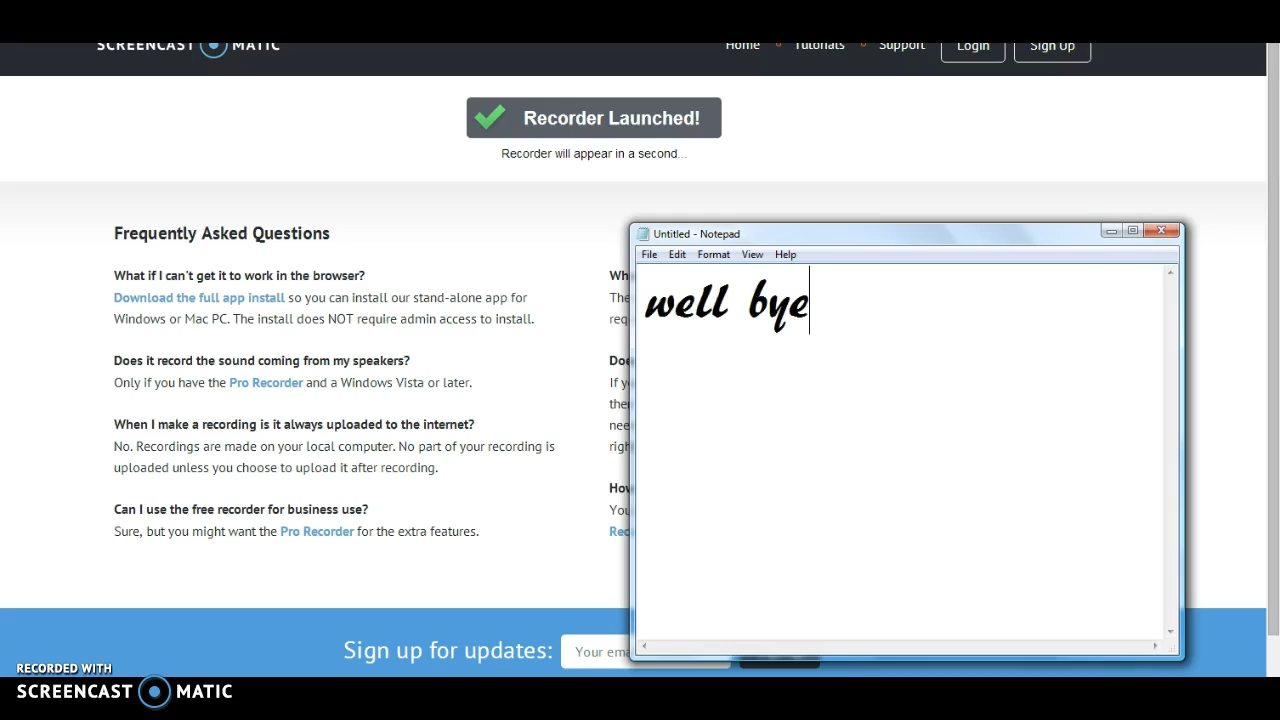 SCREENCAST MATIC
Home Tutorials Support Login Sign Up
Recorder Launched!
Recorder will appear in a second...
Frequently Asked Questions
What if I can't get it to work in the browser?
Download the full app install so you can install our stand-alone app for
Windows or Mac PC. The install does NOT require admin access to install.
Does it record the sound coming from my speakers?
Only if you have the Pro Recorder and a Windows Vista or later.
When I make a recording is it always uploaded to the internet?
No. Recordings are made on your local computer. No part of your recording is
uploaded unless you choose to upload it after recording.
Can I use the free recorder for business use?
Sure, but you might want the Pro Recorder for the extra features.
If
Untitled - Notepad
File Edit Format View Help
well bye
Sign up for updates:
Your
RECORDED WITH
SCREENCAST MATIC